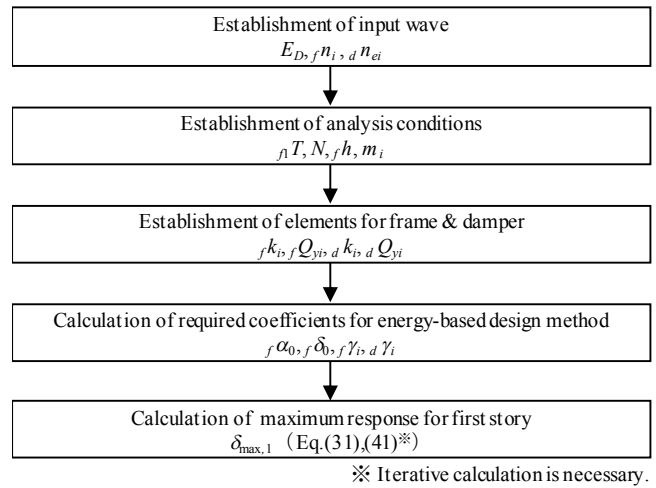 Establishment of input wave
E_D, _f n_i, _d n_ei
Establishment of analysis conditions
_f1 T, N, _f h, m_i
Establishment of elements for frame & damper
_f k_i, _f Q_yi, _d k_i, _d Q_yi
Calculation of required coefficients for energy-based design method
_f α_0, _f δ_0, _f γ_i, _d γ_i
Calculation of maximum response for first story
δ_max, 1 (Eq.(31),(41)※)
※ Iterative calculation is necessary.